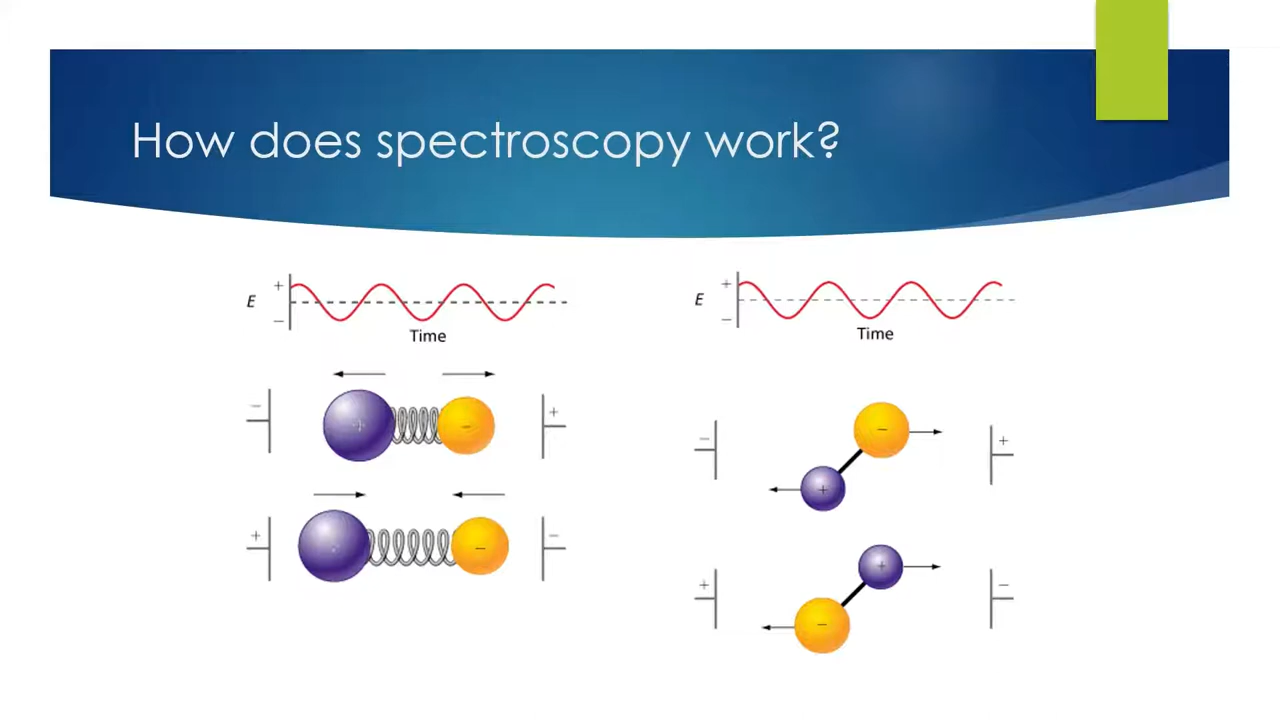 How does spectroscopy work?
+
E
−
Time
− + − +
+ − −
+
E
−
Time
− − +
+
+ + −
−